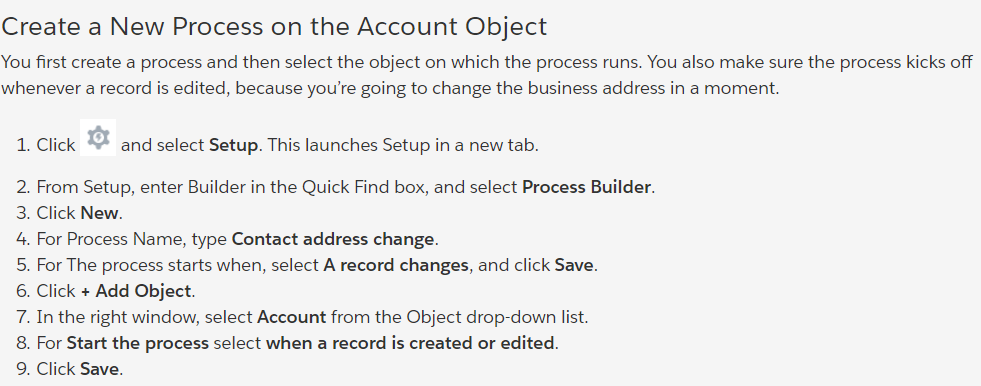 Create a New Process on the Account Object
You first create a process and then select the object on which the process runs. You also make sure the process kicks off
whenever a record is edited, because you’re going to change the business address in a moment.
1. Click and select Setup. This launches Setup in a new tab.
2. From Setup, enter Builder in the Quick Find box, and select Process Builder.
3. Click New.
4. For Process Name, type Contact address change.
5. For The process starts when, select A record changes, and click Save.
6. Click + Add Object.
7. In the right window, select Account from the Object drop-down list.
8. For Start the process select when a record is created or edited.
9. Click Save.